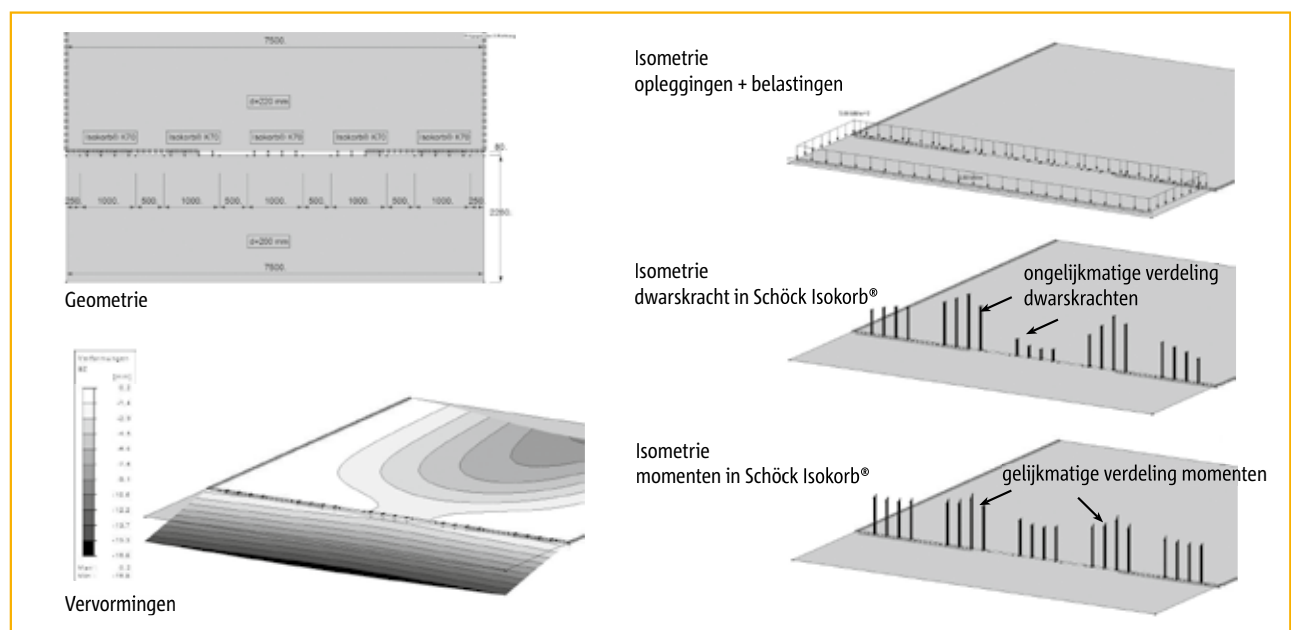 7500.
d=220 mm
Isokorb® K70 Isokorb® K70 Isokorb® K70 Isokorb® K70 Isokorb® K70
80.
250. 1000. 500. 1000. 500. 1000. 500. 1000. 500. 1000. 250.
d=200 mm
7500.
Geometrie
Verformungen
[mm]
Vervormingen
Isometrie
opleggingen + belastingen
Isometrie
dwarskracht in Schöck Isokorb®
ongelijkmatige verdeling
dwarskrachten
Isometrie
momenten in Schöck Isokorb®
gelijkmatige verdeling momenten